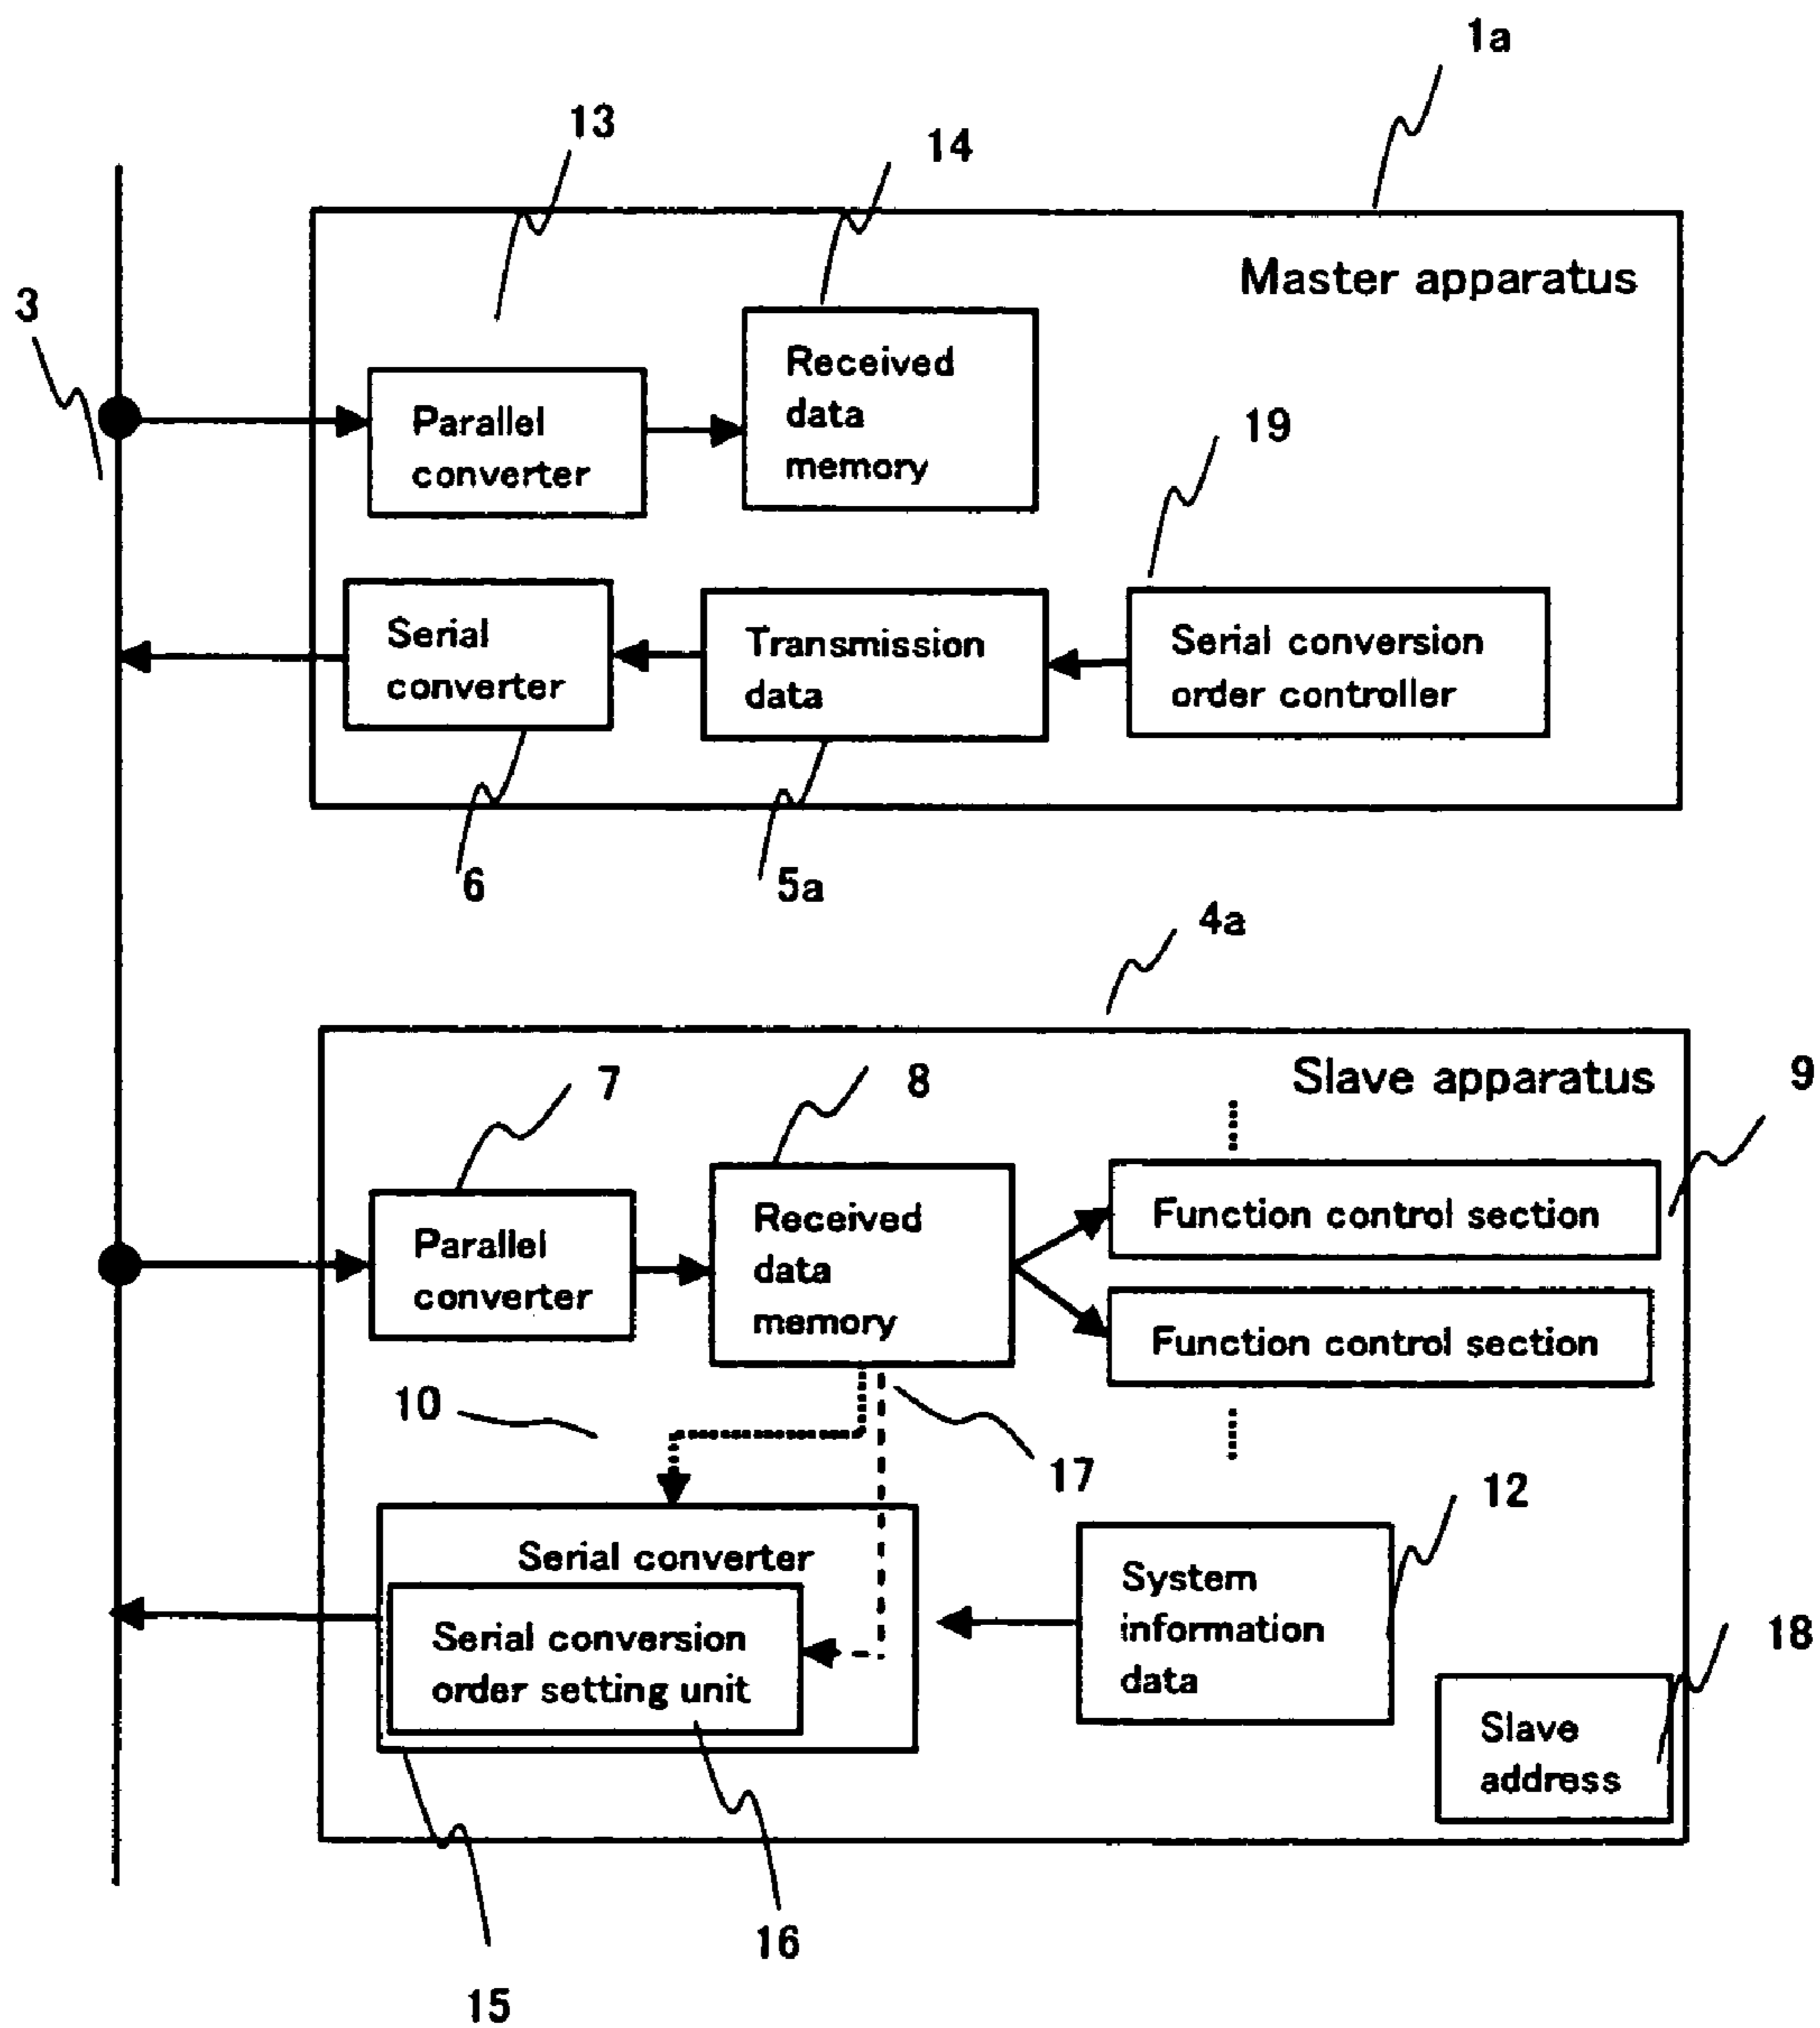 1a
13
14
Master apparatus
3
Received
data
memory
Parallel
converter
19
Serial
converter
Transmission
data
Serial conversion
order controller
6
5a
4a
Slave apparatus
9
7
8
Function control section
Received
data
memory
Parallel
converter
Function control section
10
17
12
Serial converter
System
information
data
Serial conversion
order setting unit
18
Slave
address
16
15